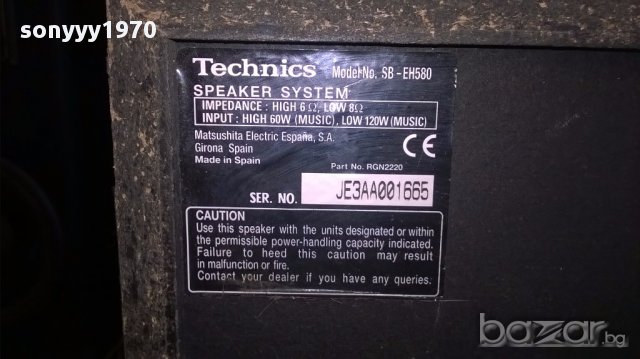 sonyyy1970
Technics Model No. SB-EH580
SPEAKER SYSTEM
IMPEDANCE : HIGH 6Ω, LOW 8Ω
INPUT : HIGH 60W (MUSIC), LOW 120W (MUSIC)
Matsushita Electric España, S.A.
Girona Spain
Made in Spain
CE
Part No. RGN2220
SER. NO. JE3AA001665
CAUTION
Use this speaker with the units designated or within
the permissible power-handling capacity indicated.
Failure to heed this caution may result
in malfunction or fire.
Contact your dealer if you have any queries.
bazar.bg